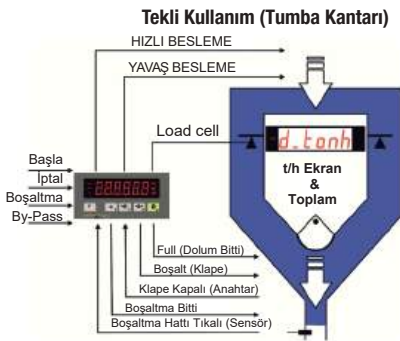 Tekli Kullanım (Tumba Kantarı)
HIZLI BESLEME
YAVAŞ BESLEME
Load cell
d.tonh
Başla
İptal
Boşaltma
By-Pass
t/h Ekran
&
Toplam
Full (Dolum Bitti)
Boşalt (Klape)
Klape Kapalı (Anahtar)
Boşaltma Bitti
Boşaltma Hattı Tıkalı (Sensör)